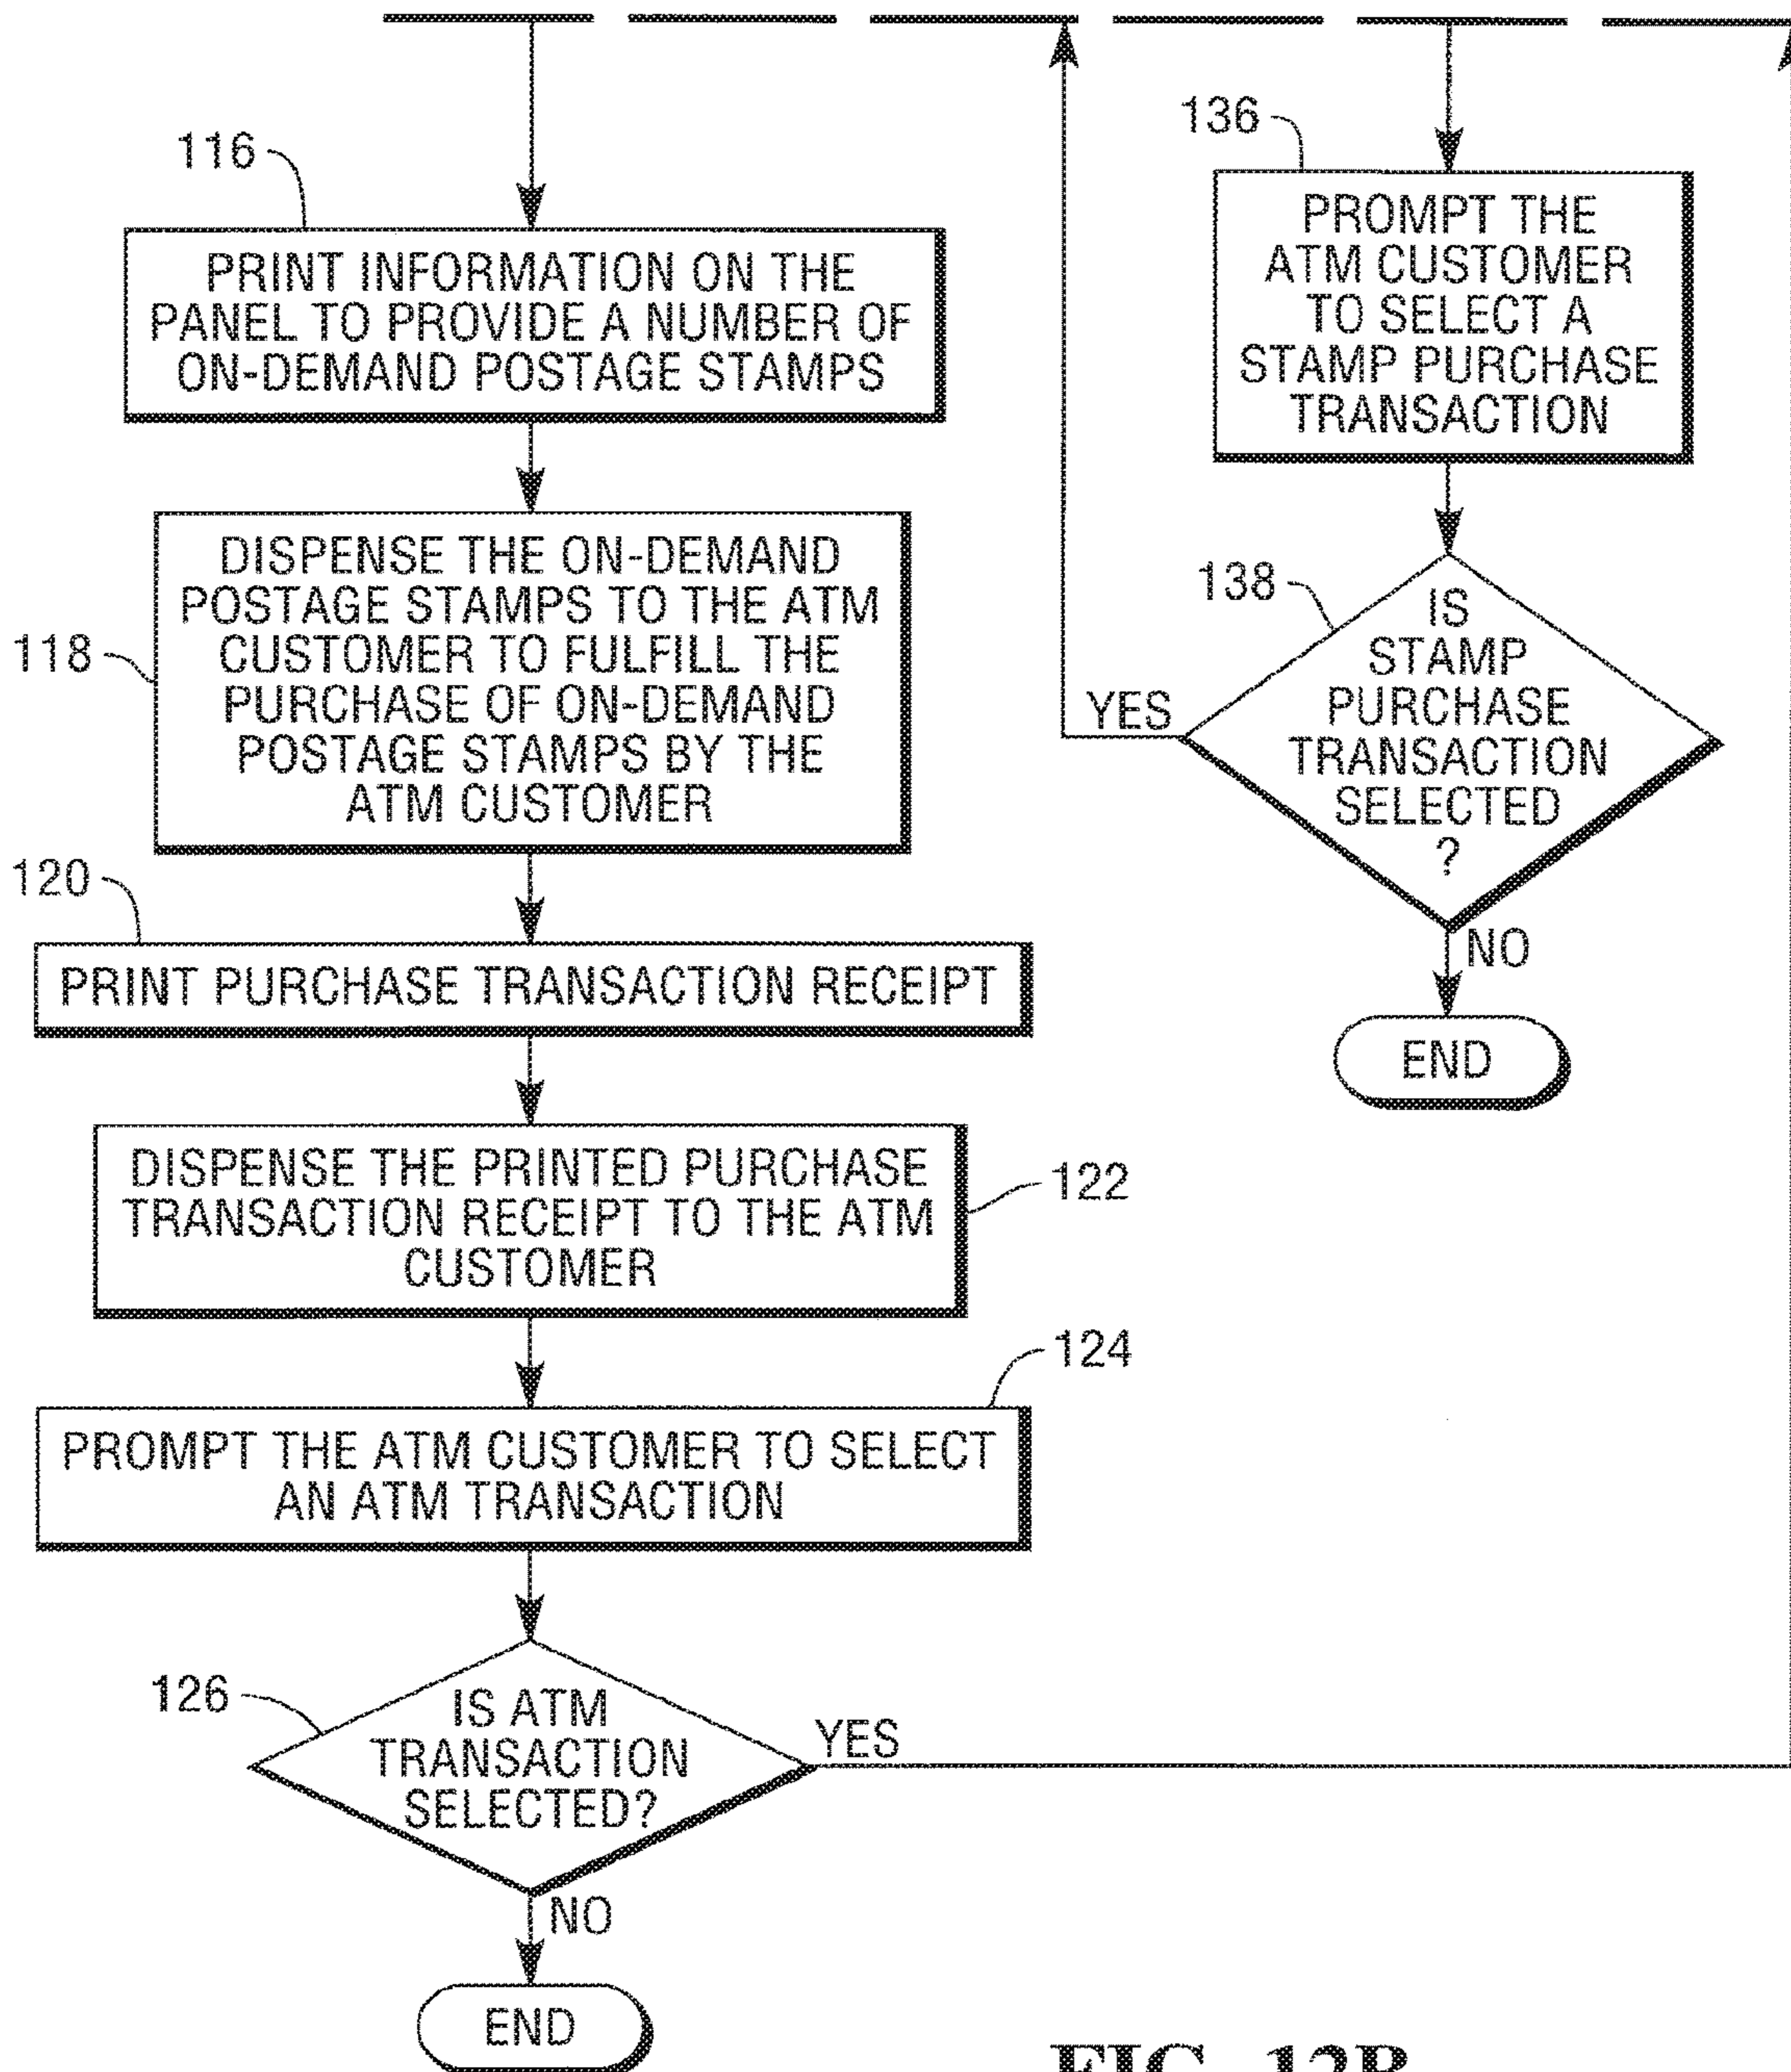 116
PRINT INFORMATION ON THE
PANEL TO PROVIDE A NUMBER OF
ON-DEMAND POSTAGE STAMPS
118
DISPENSE THE ON-DEMAND
POSTAGE STAMPS TO THE ATM
CUSTOMER TO FULFILL THE
PURCHASE OF ON-DEMAND
POSTAGE STAMPS BY THE
ATM CUSTOMER
120
PRINT PURCHASE TRANSACTION RECEIPT
DISPENSE THE PRINTED PURCHASE
TRANSACTION RECEIPT TO THE ATM
CUSTOMER
122
124
PROMPT THE ATM CUSTOMER TO SELECT
AN ATM TRANSACTION
126
IS ATM
TRANSACTION
SELECTED?
YES
NO
END
136
PROMPT THE
ATM CUSTOMER
TO SELECT A
STAMP PURCHASE
TRANSACTION
138
IS
STAMP
PURCHASE
TRANSACTION
SELECTED
?
YES
NO
END
FIG. 12B